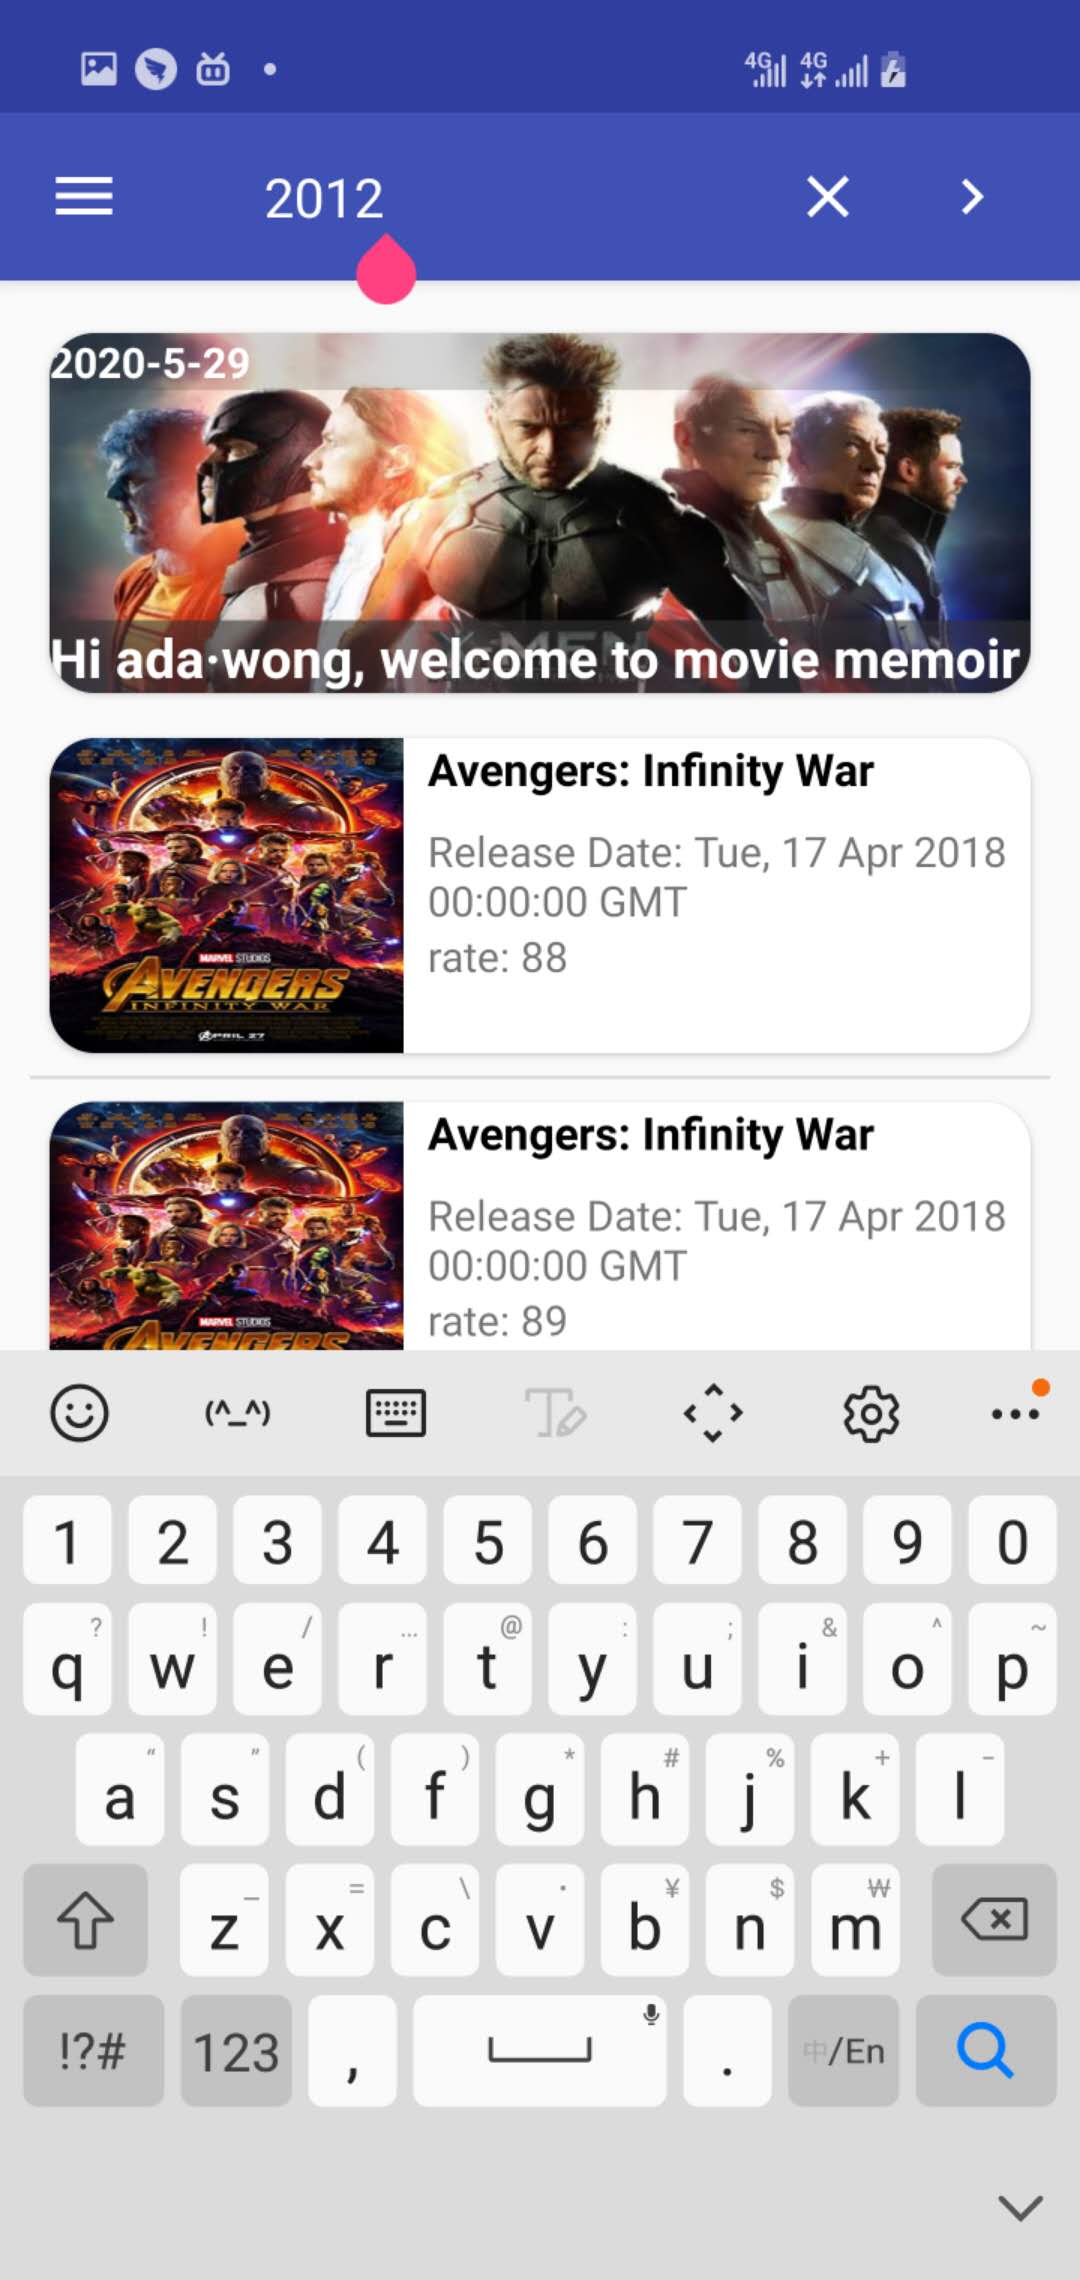 4G 4G
2012
2020-5-29
X-MEN
Hi ada·wong, welcome to movie memoir
Avengers: Infinity War
Release Date: Tue, 17 Apr 2018
00:00:00 GMT
rate: 88
MARVEL STUDIOS
AVENGERS
INFINITY WAR
APRIL 27
Avengers: Infinity War
Release Date: Tue, 17 Apr 2018
00:00:00 GMT
rate: 89
MARVEL STUDIOS
AVENGERS
(^_^)
1 2 3 4 5 6 7 8 9 0
? ! / ... @ : ; & ^ ~
q w e r t y u i o p
“ ” ( ) * # % + -
a s d f g h j k l
_ = \ · ¥ $ ₩
z x c v b n m
!?# 123 , . 中/En